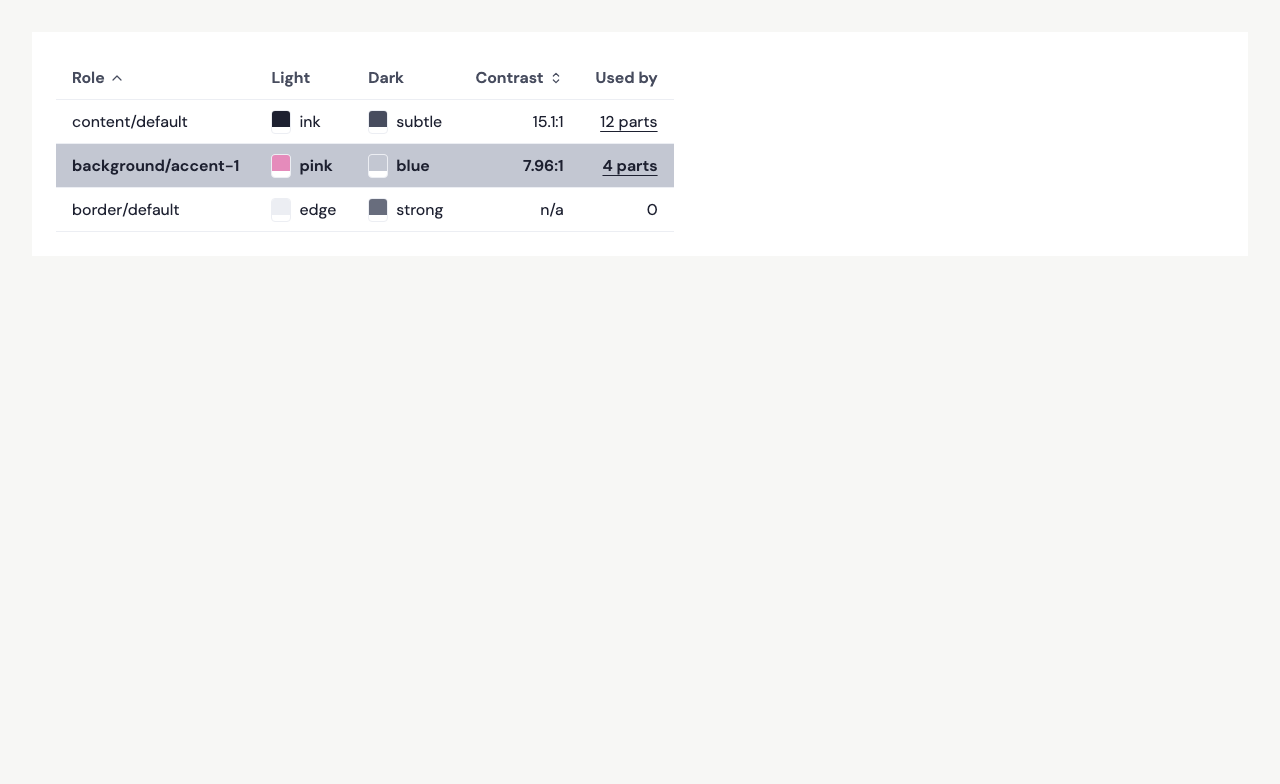 Role Light Dark Contrast Used by
content/default ink subtle 15.1:1 12 parts
background/accent-1 pink blue 7.96:1 4 parts
border/default edge strong n/a 0